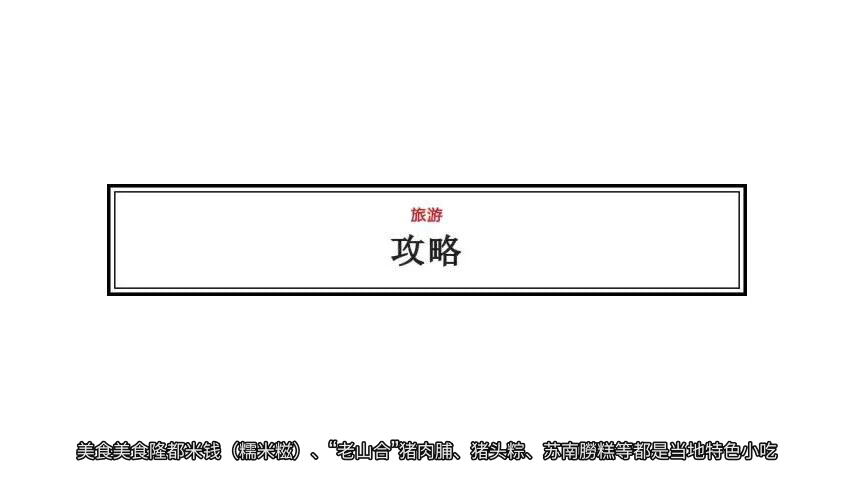 旅游
攻略
美食美食隆都米钱（糯米糍）、“老山合”猪肉脯、猪头粽、苏南朥糕等都是当地特色小吃